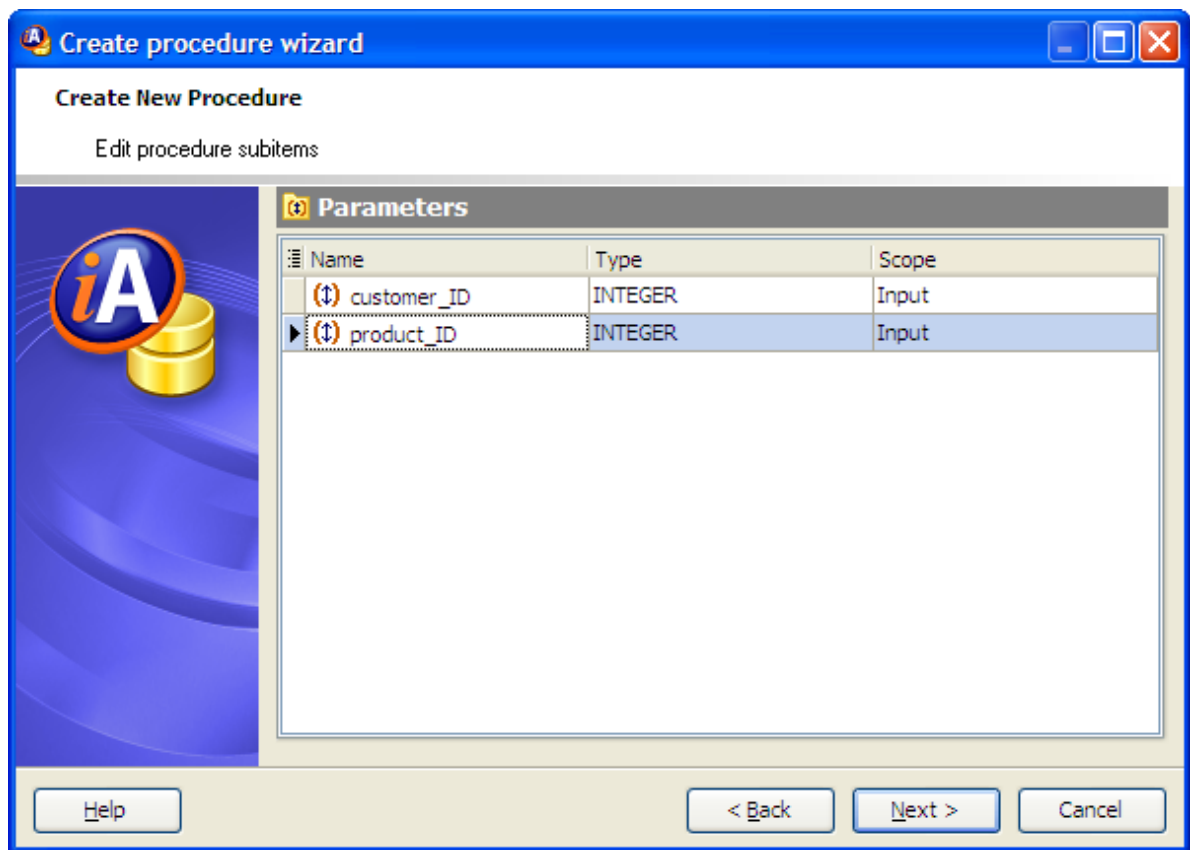 Create procedure wizard
Create New Procedure
Edit procedure subitems
iA
Parameters
Name Type Scope
customer_ID INTEGER Input
product_ID INTEGER Input
Help < Back Next > Cancel